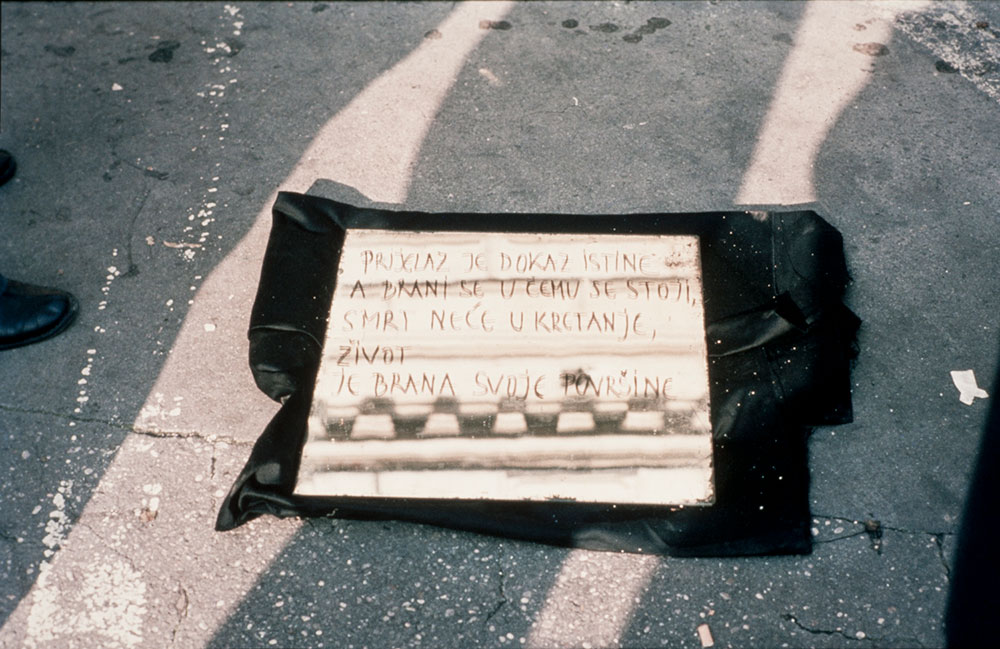 PRIJELAZ JE DOKAZ ISTINE
A BRANI SE U ČEMU SE STOJI,
SMRT NEĆE U KRETANJE,
ŽIVOT
JE BRANA SVOJE POVRŠINE